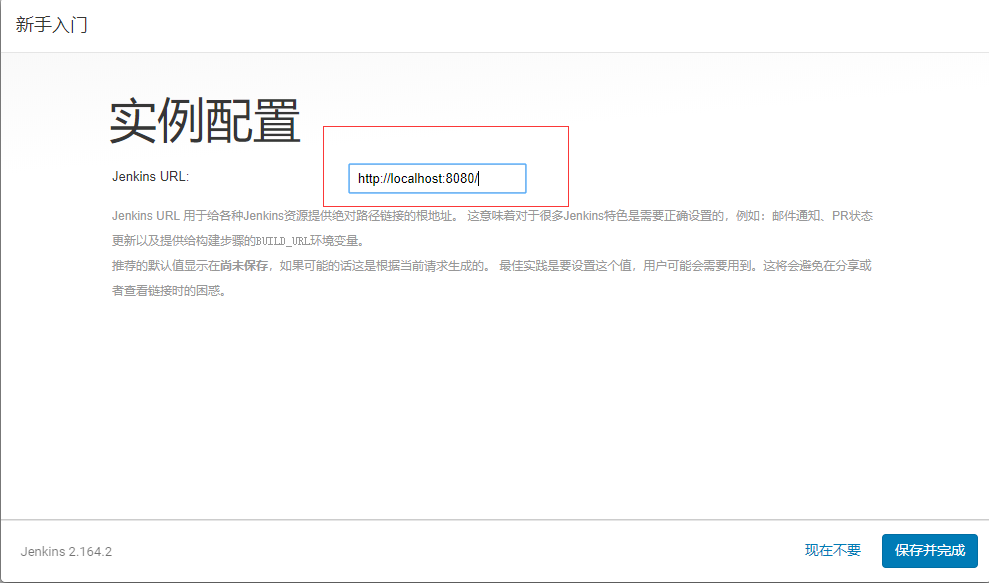 新手入门
实例配置
Jenkins URL:
http://localhost:8080/
Jenkins URL 用于给各种Jenkins资源提供绝对路径链接的根地址。 这意味着对于很多Jenkins特色是需要正确设置的，例如：邮件通知、PR状态
更新以及提供给构建步骤的BUILD_URL环境变量。
推荐的默认值显示在尚未保存，如果可能的话这是根据当前请求生成的。 最佳实践是要设置这个值，用户可能会需要用到。这将会避免在分享或
者查看链接时的困惑。
Jenkins 2.164.2
现在不要
保存并完成